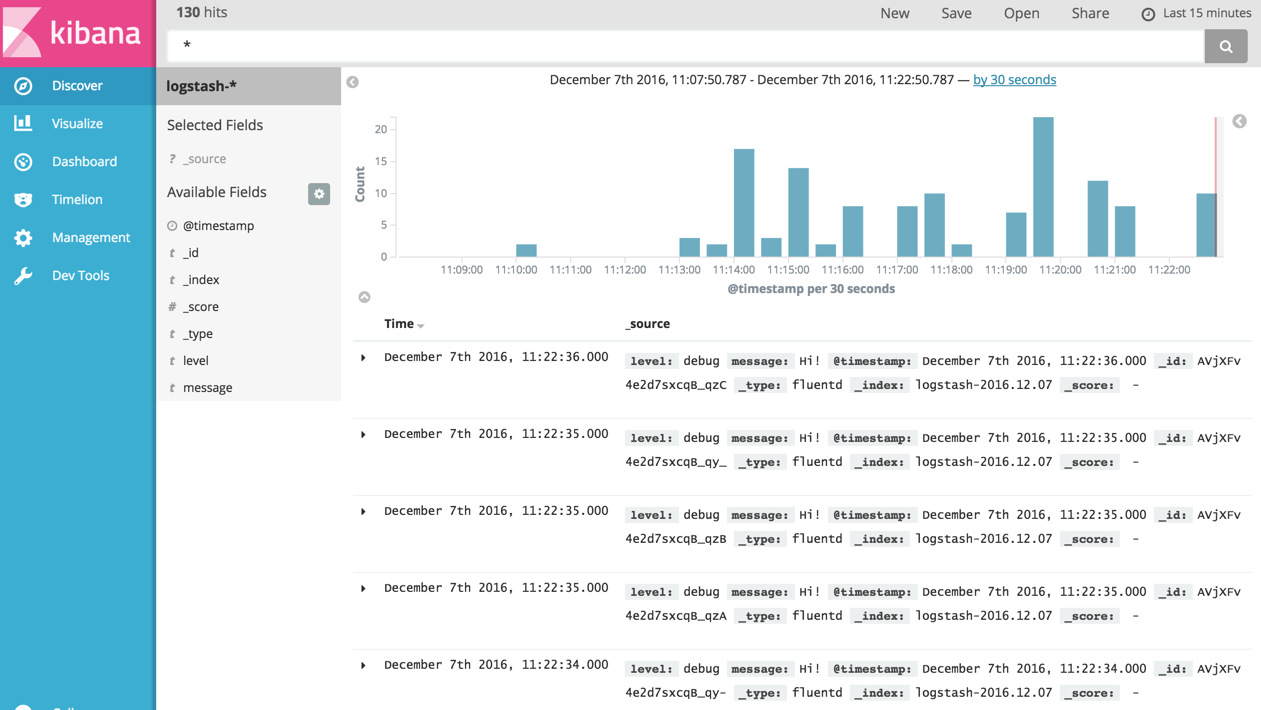 kibana
130 hits
New Save Open Share Last 15 minutes
*
Discover
Visualize
Dashboard
Timelion
Management
Dev Tools
logstash-*
Selected Fields
? _source
Available Fields
@timestamp
t _id
t _index
# _score
t _type
t level
t message
December 7th 2016, 11:07:50.787 - December 7th 2016, 11:22:50.787 — by 30 seconds
Count
20
15
10
5
0
11:09:00 11:10:00 11:11:00 11:12:00 11:13:00 11:14:00 11:15:00 11:16:00 11:17:00 11:18:00 11:19:00 11:20:00 11:21:00 11:22:00
@timestamp per 30 seconds
Time _source
December 7th 2016, 11:22:36.000 level: debug message: Hi! @timestamp: December 7th 2016, 11:22:36.000 _id: AVjXFv
4e2d7sxcqB_qzC _type: fluentd _index: logstash-2016.12.07 _score: -
December 7th 2016, 11:22:35.000 level: debug message: Hi! @timestamp: December 7th 2016, 11:22:35.000 _id: AVjXFv
4e2d7sxcqB_qy_ _type: fluentd _index: logstash-2016.12.07 _score: -
December 7th 2016, 11:22:35.000 level: debug message: Hi! @timestamp: December 7th 2016, 11:22:35.000 _id: AVjXFv
4e2d7sxcqB_qzB _type: fluentd _index: logstash-2016.12.07 _score: -
December 7th 2016, 11:22:35.000 level: debug message: Hi! @timestamp: December 7th 2016, 11:22:35.000 _id: AVjXFv
4e2d7sxcqB_qzA _type: fluentd _index: logstash-2016.12.07 _score: -
December 7th 2016, 11:22:34.000 level: debug message: Hi! @timestamp: December 7th 2016, 11:22:34.000 _id: AVjXFv
4e2d7sxcqB_qy- _type: fluentd _index: logstash-2016.12.07 _score: -